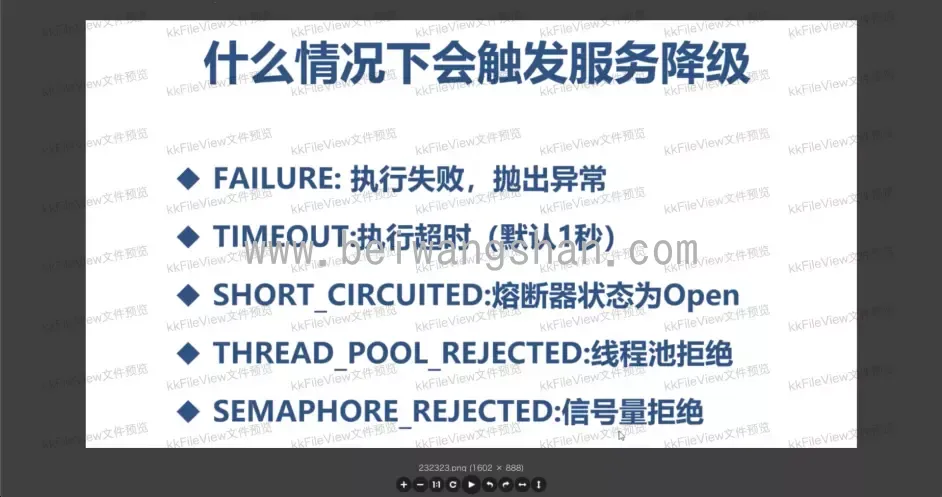 什么情况下会触发服务降级
FAILURE: 执行失败，抛出异常
TIMEOUT:执行超时（默认1秒）
www.beiwangshan.com
SHORT_CIRCUITED:熔断器状态为Open
THREAD_POOL_REJECTED:线程池拒绝
SEMAPHORE_REJECTED:信号量拒绝
kkFileView文件预览
232323.png (1602 × 888)
1:1